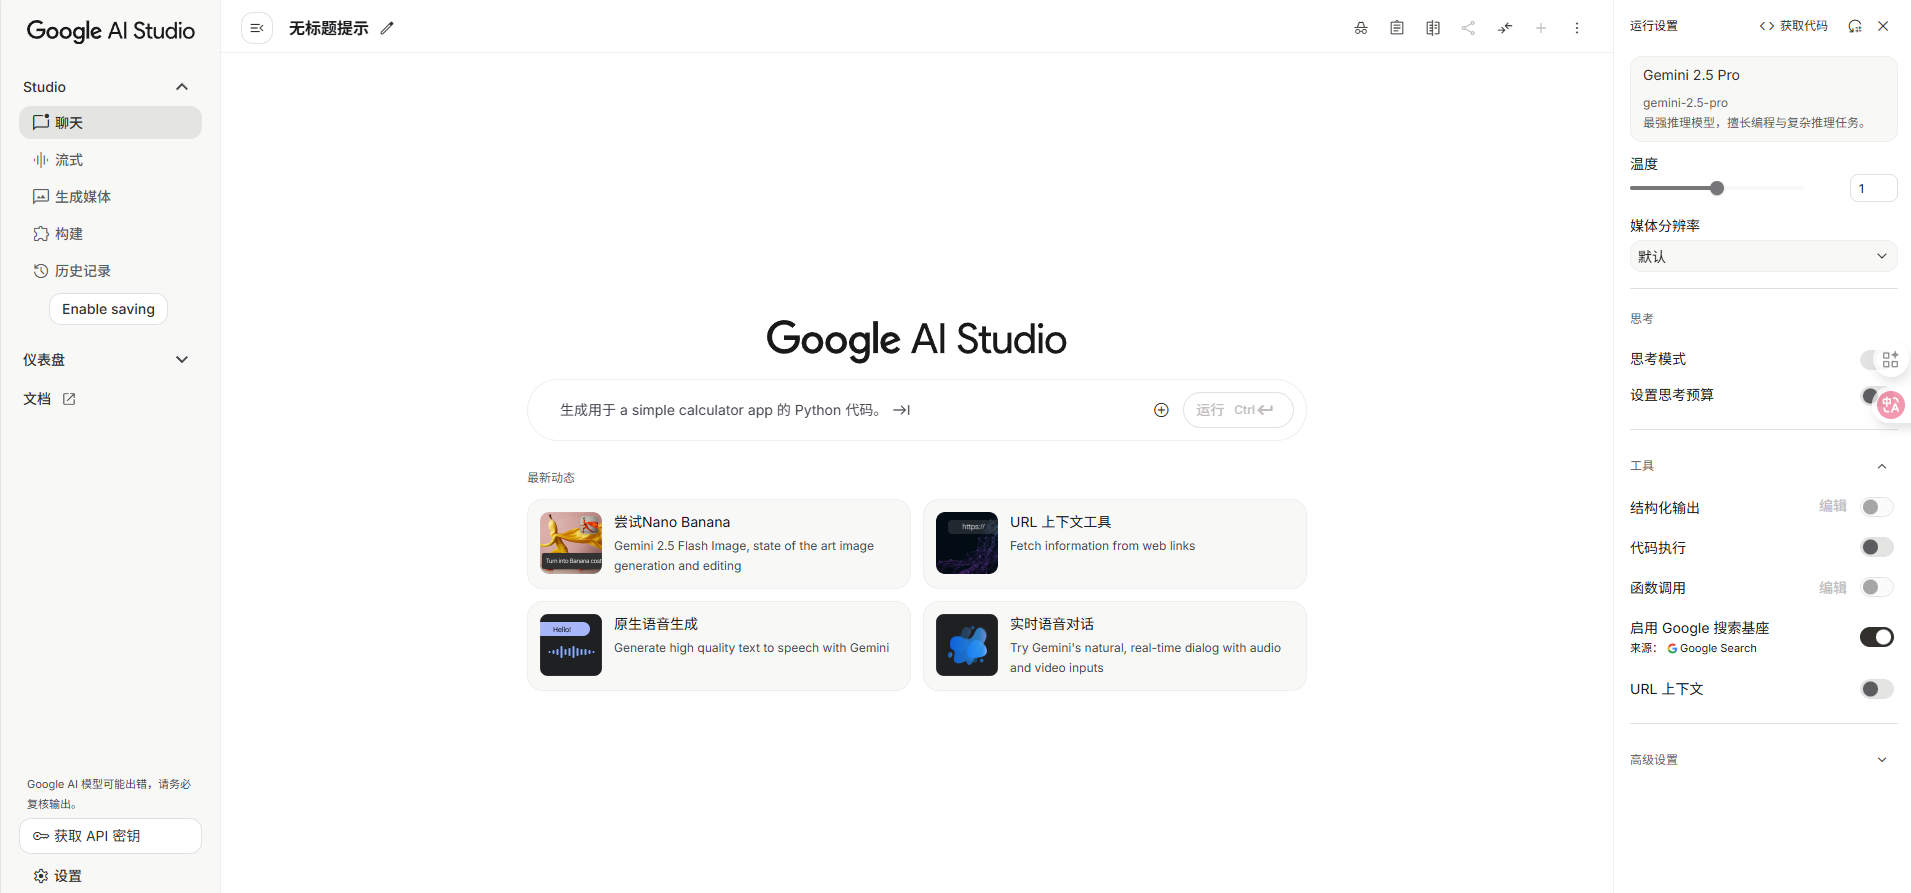 Google AI Studio
Studio
聊天
流式
生成媒体
构建
历史记录
Enable saving
仪表盘
文档
Google AI 模型可能出错，请务必
复核输出。
获取 API 密钥
设置
无标题提示
Google AI Studio
生成用于 a simple calculator app 的 Python 代码。
运行 Ctrl
最新动态
Turn into Banana cost
尝试Nano Banana
Gemini 2.5 Flash Image, state of the art image
generation and editing
https://
URL 上下文工具
Fetch information from web links
Hello!
原生语音生成
Generate high quality text to speech with Gemini
实时语音对话
Try Gemini's natural, real-time dialog with audio
and video inputs
运行设置
获取代码
Gemini 2.5 Pro
gemini-2.5-pro
最强推理模型，擅长编程与复杂推理任务。
温度
1
媒体分辨率
默认
思考
思考模式
设置思考预算
中A
工具
结构化输出 编辑
代码执行
函数调用 编辑
启用 Google 搜索基座
来源： Google Search
URL 上下文
高级设置